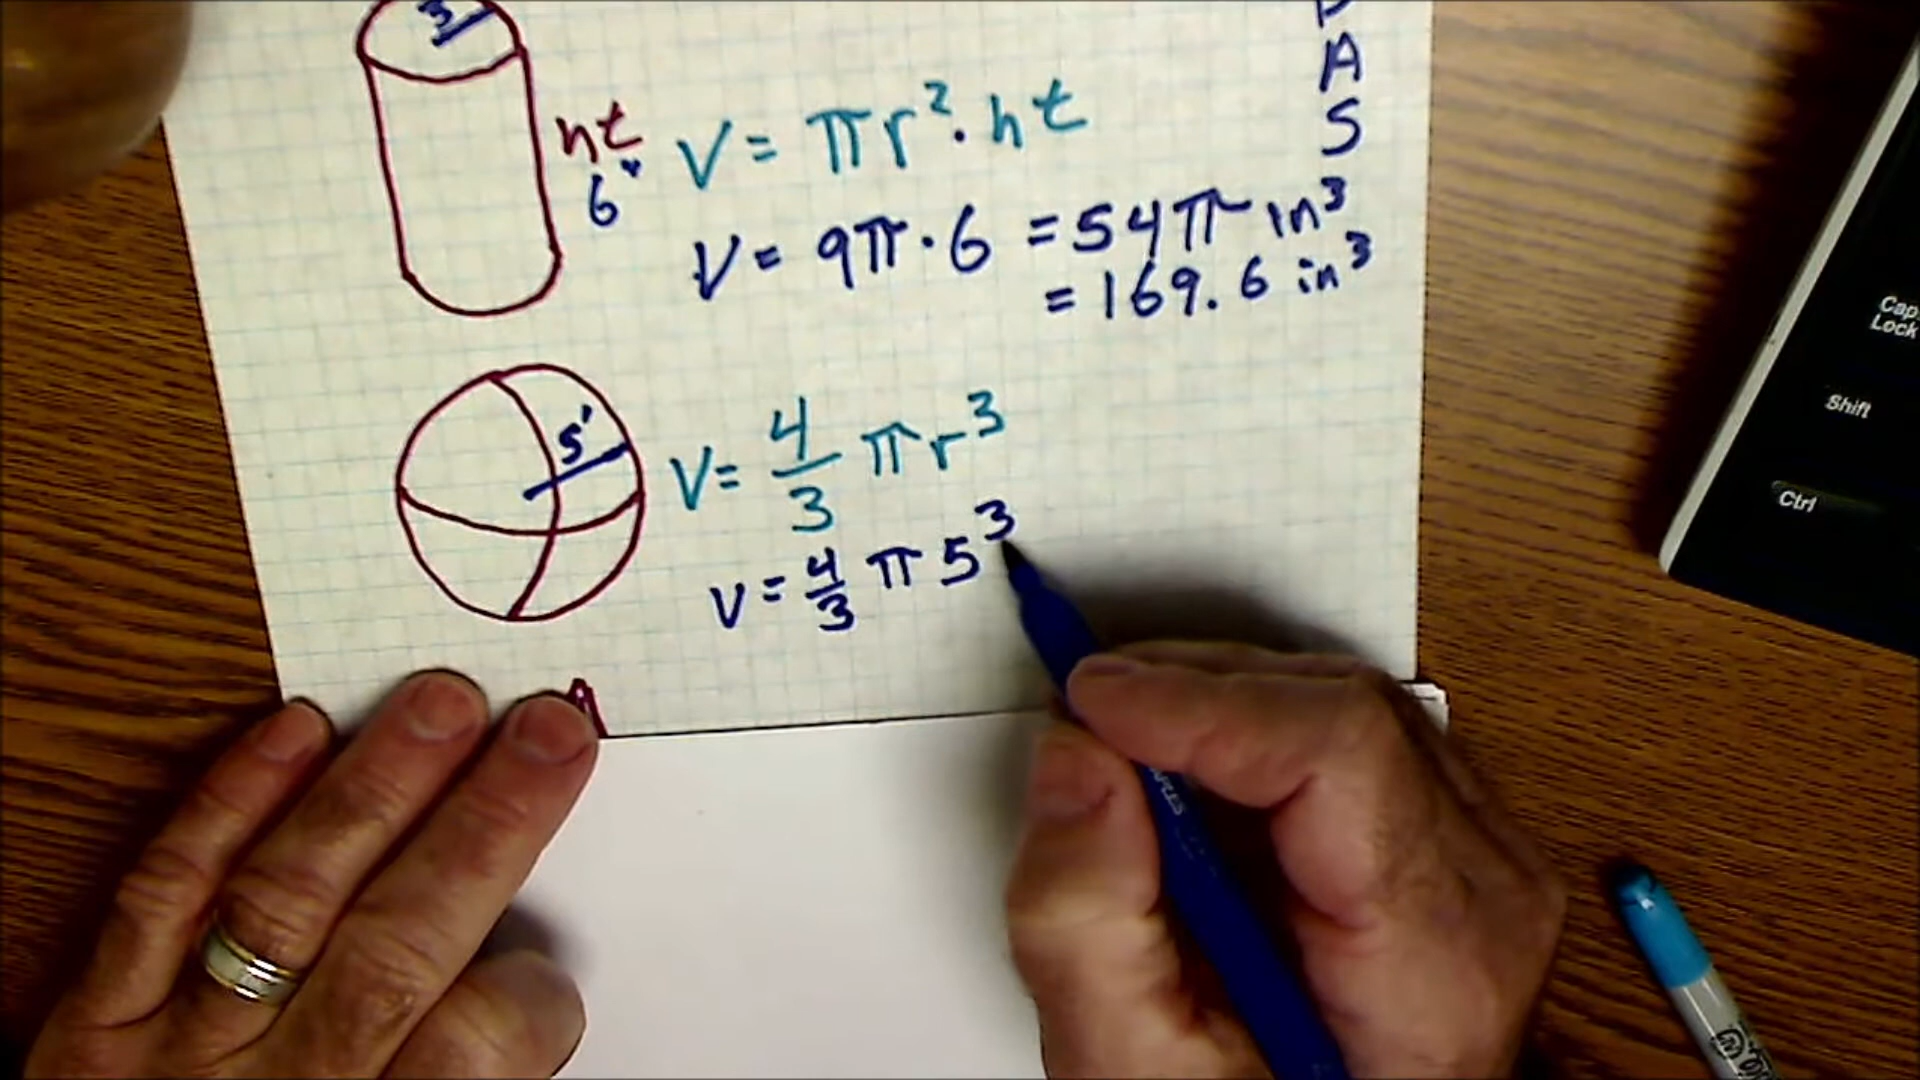 3
ht
6"
V = πr². ht
V = 9π · 6 = 54π in³
= 169.6 in³
A
S
5'
V = 4/3 πr³
V = 4/3 π 5³
Lock
Shift
Ctrl